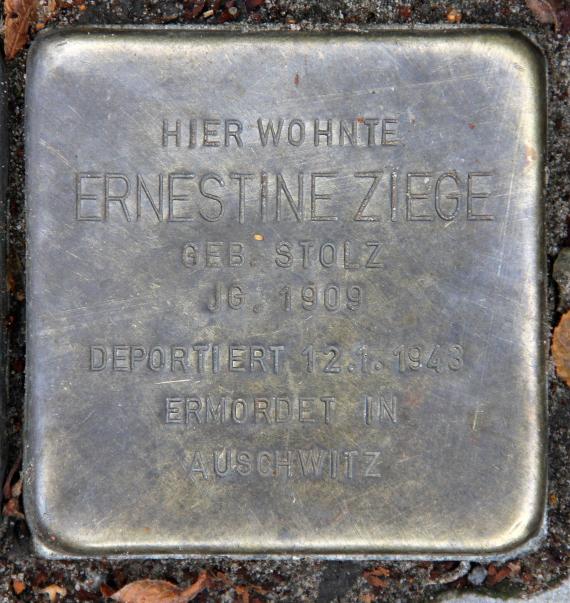 HIER WOHNTE
ERNESTINE ZIEGE
GEB. STOLZ
JG. 1909
DEPORTIERT 12.1.1943
ERMORDET IN
AUSCHWITZ